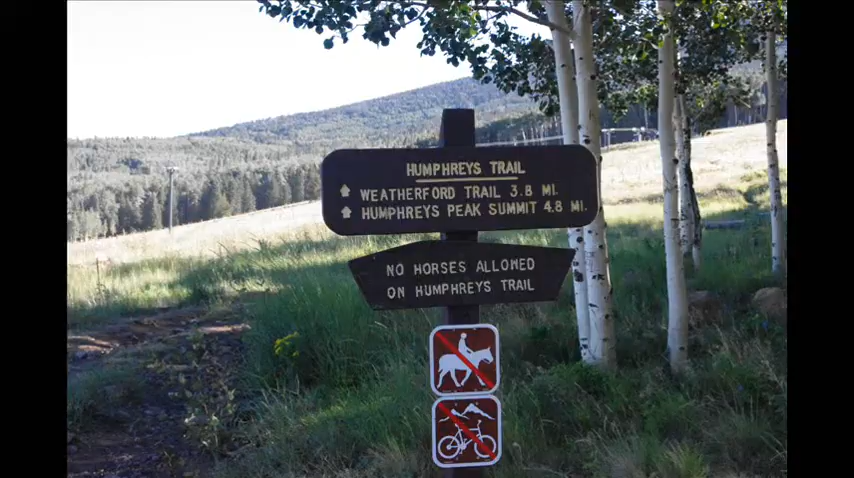 HUMPHREYS TRAIL
WEATHERFORD TRAIL 3.8 MI.
HUMPHREYS PEAK SUMMIT 4.8 MI.
NO HORSES ALLOWED
ON HUMPHREYS TRAIL